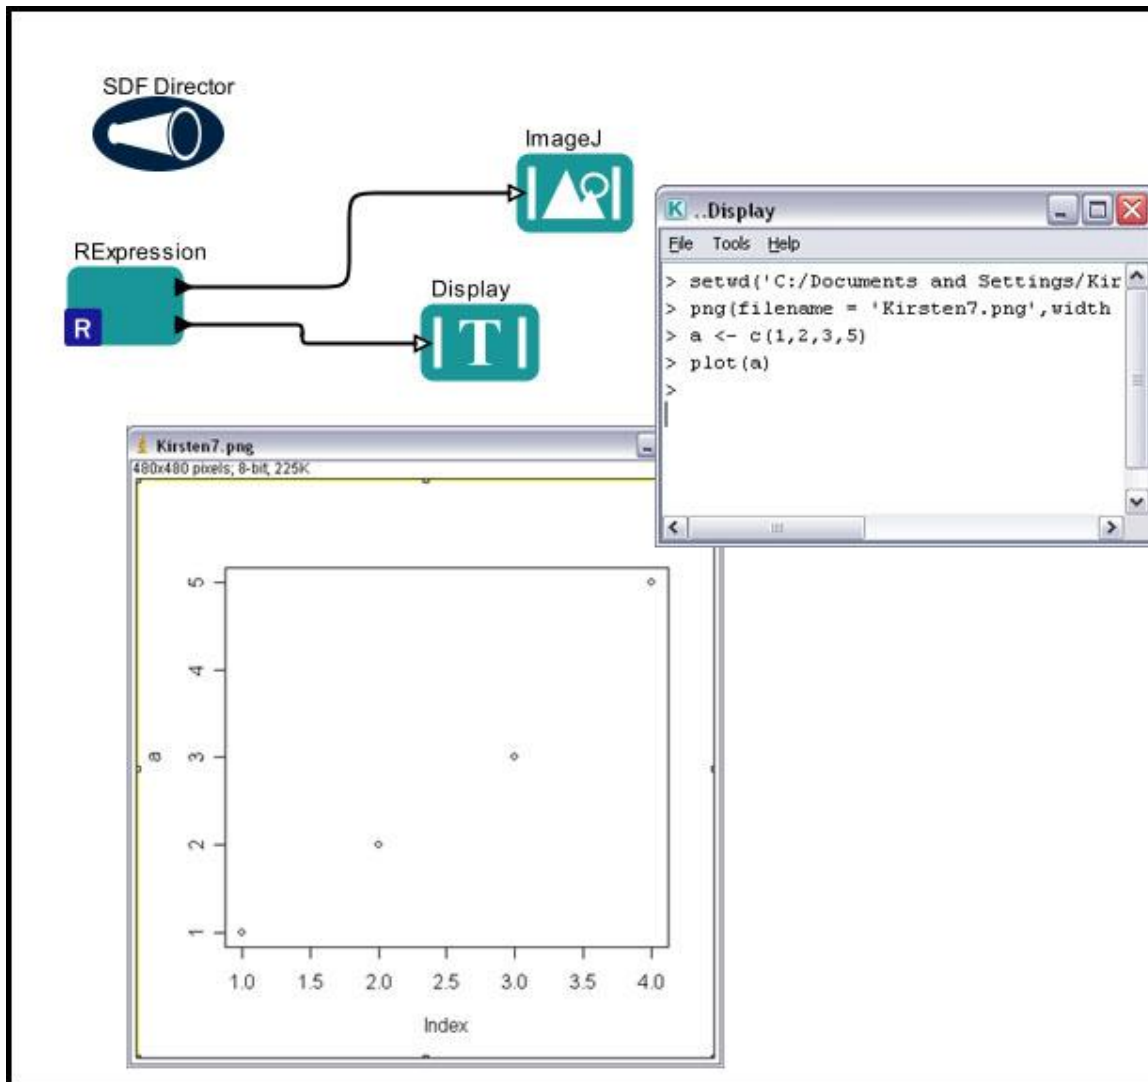 SDF Director
ImageJ
RExpression
Display
R
T
K ..Display
File Tools Help
> setwd('C:/Documents and Settings/Kir
> png(filename = 'Kirsten7.png',width
> a <- c(1,2,3,5)
> plot(a)
>
Kirsten7.png
480x480 pixels; 8-bit; 225K
5
4
3
2
1
a
1.0 1.5 2.0 2.5 3.0 3.5 4.0
Index